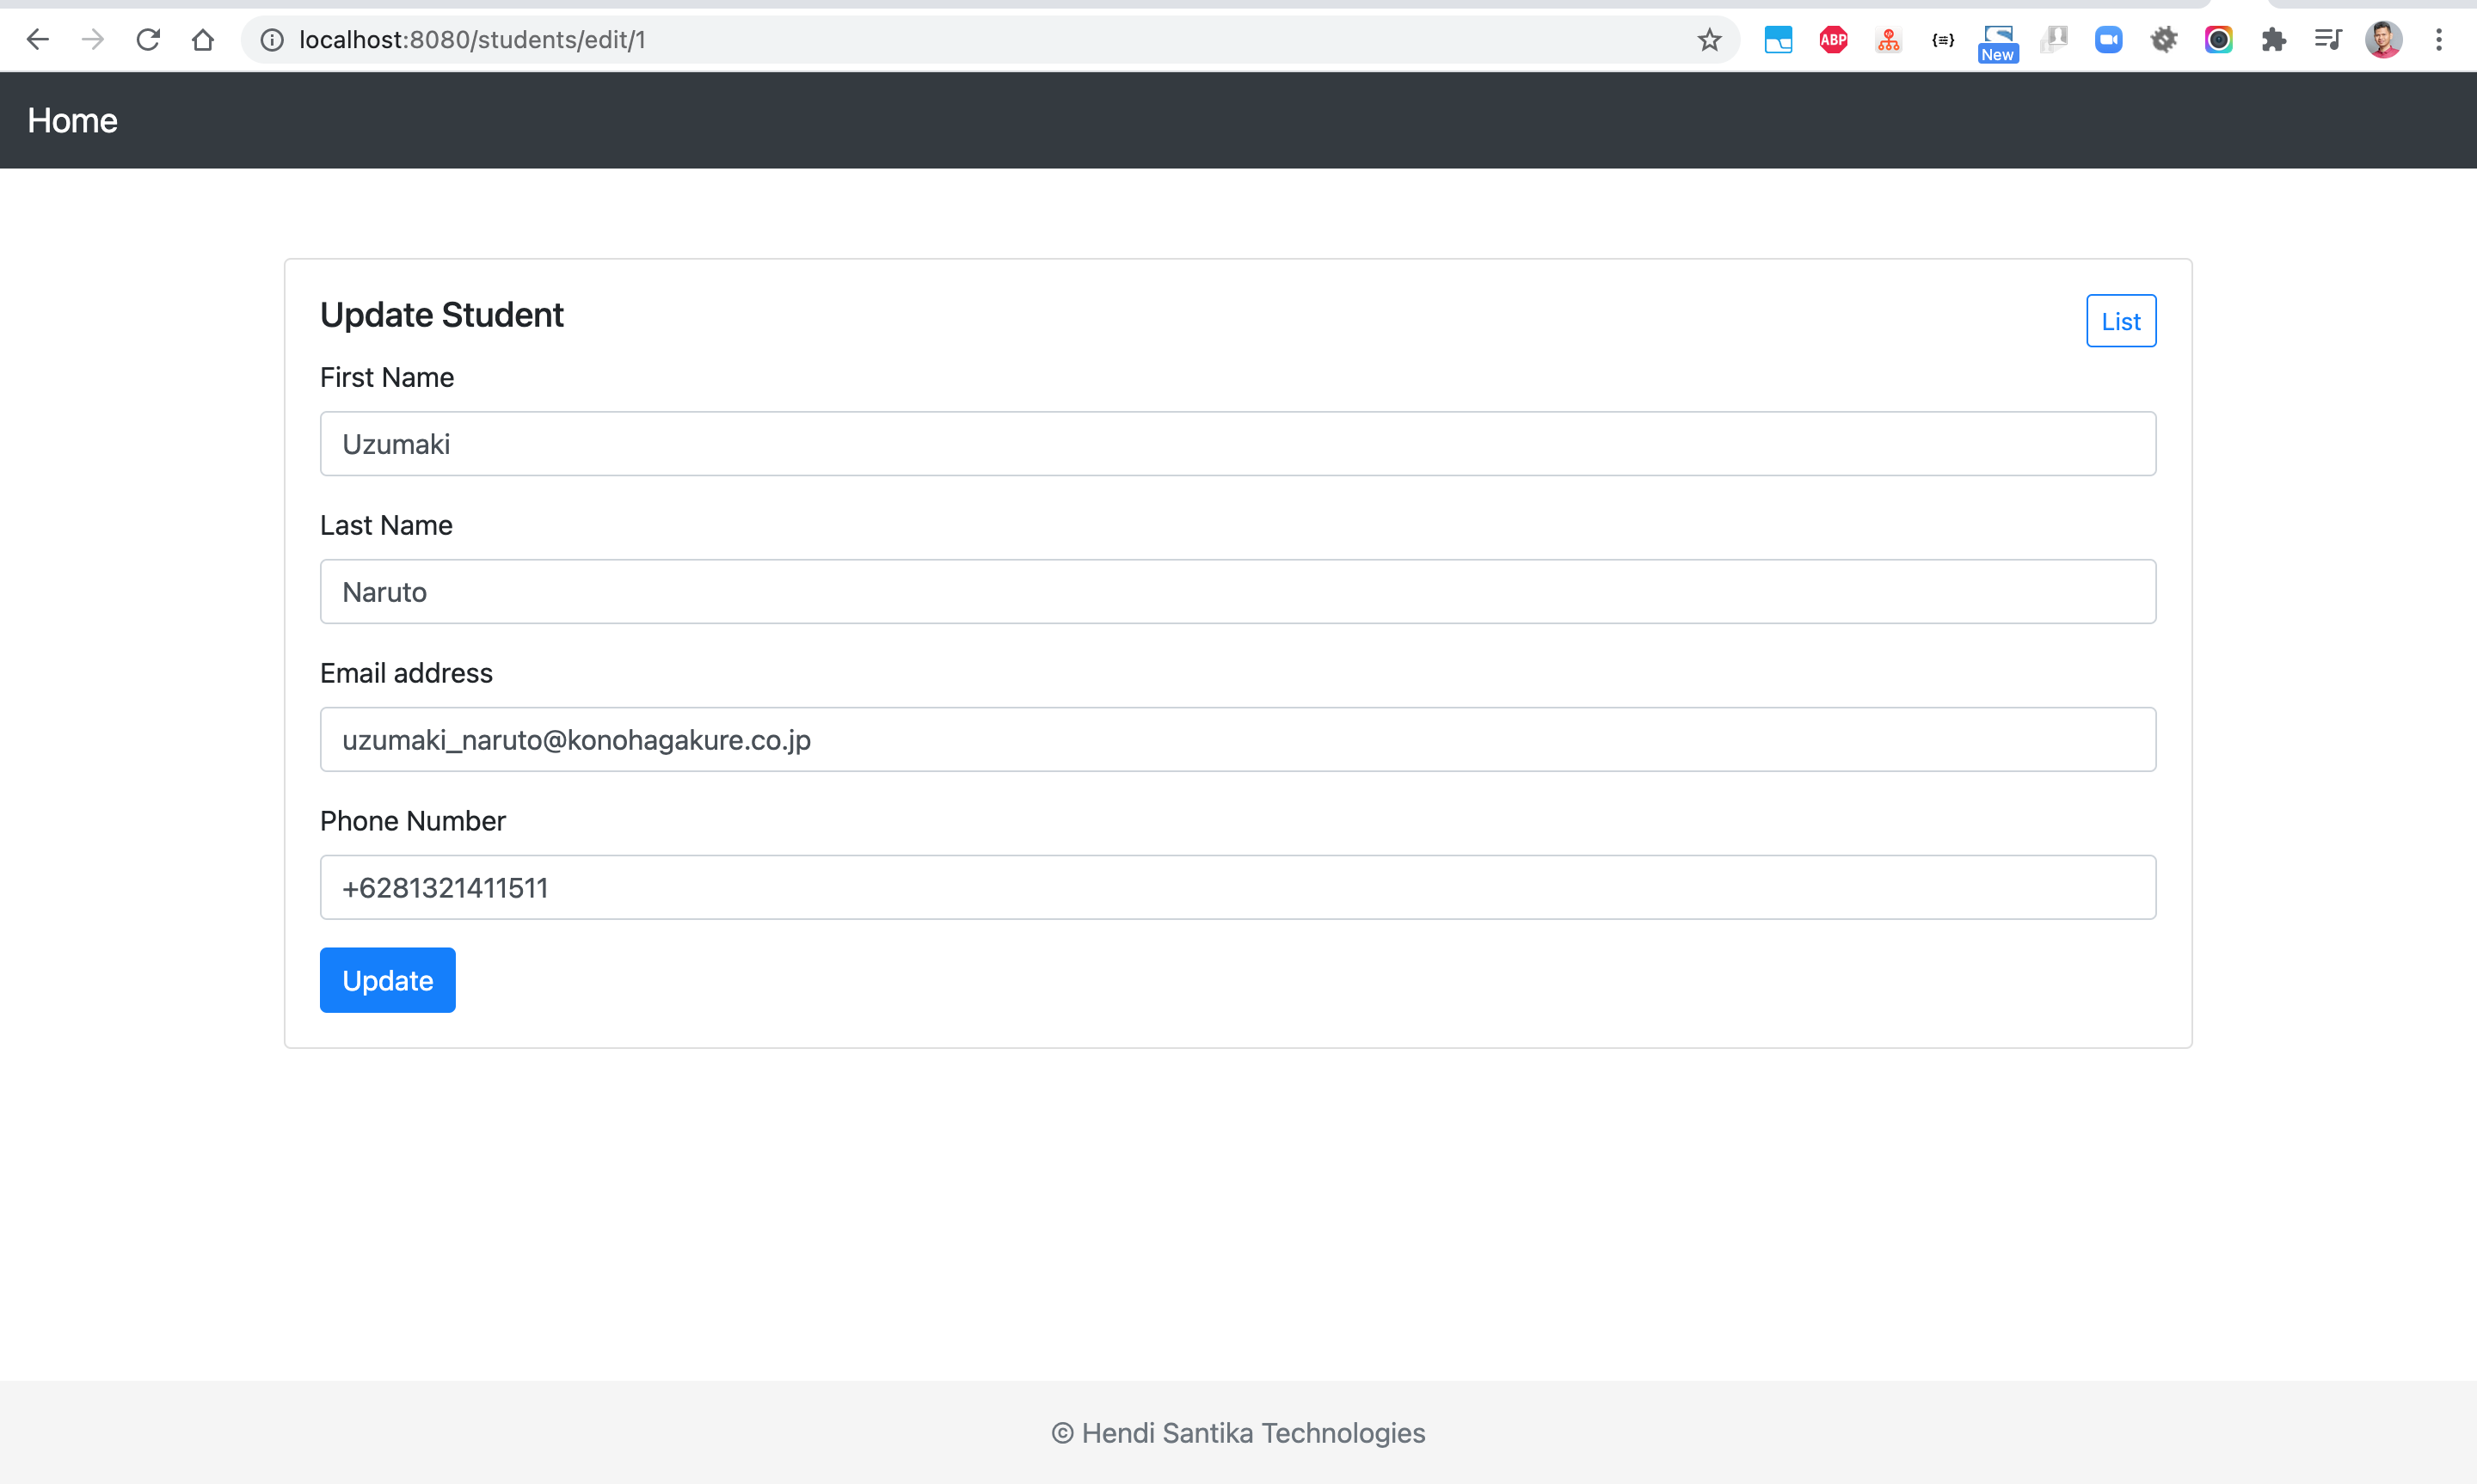 localhost:8080/students/edit/1
ABP
New
Home
Update Student
List
First Name
Uzumaki
Last Name
Naruto
Email address
uzumaki_naruto@konohagakure.co.jp
Phone Number
+6281321411511
Update
© Hendi Santika Technologies